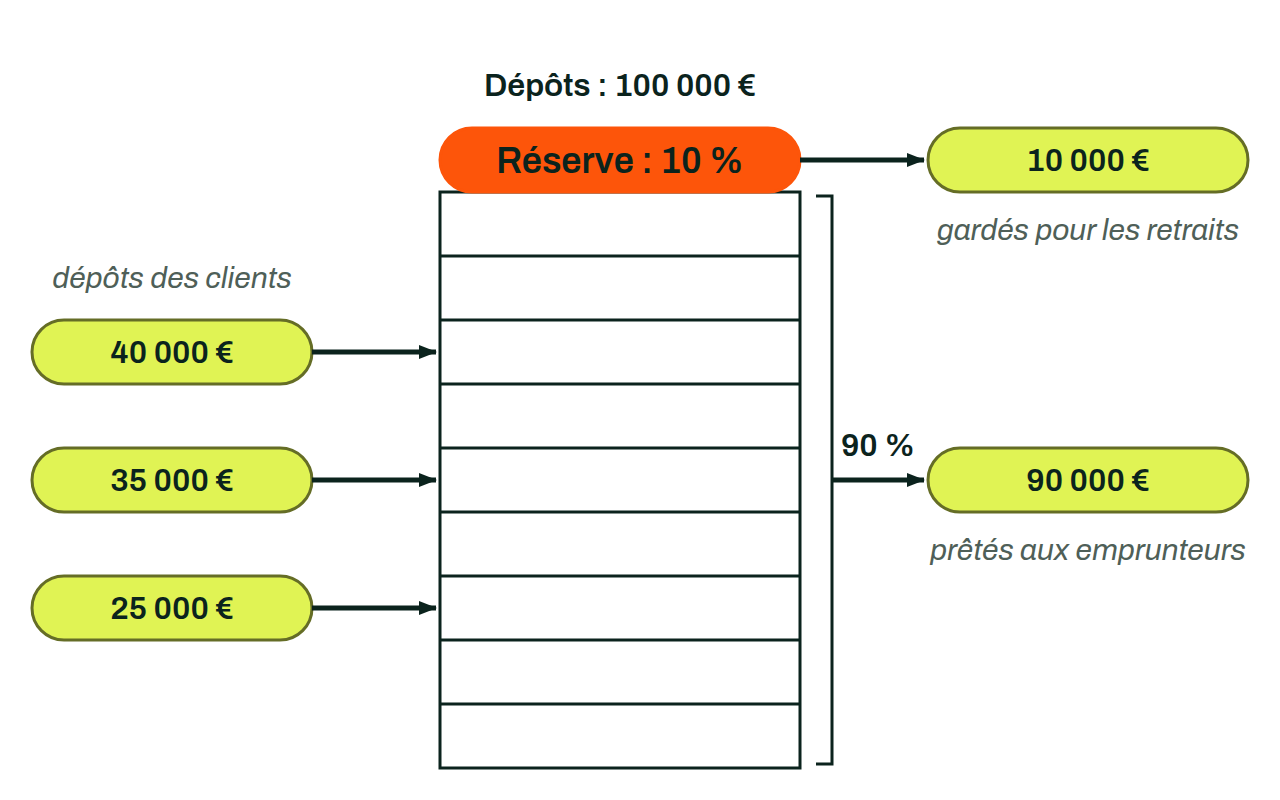 Dépôts : 100 000 €
Réserve : 10 %
10 000 €
gardés pour les retraits
dépôts des clients
40 000 €
35 000 €
25 000 €
90 %
90 000 €
prêtés aux emprunteurs